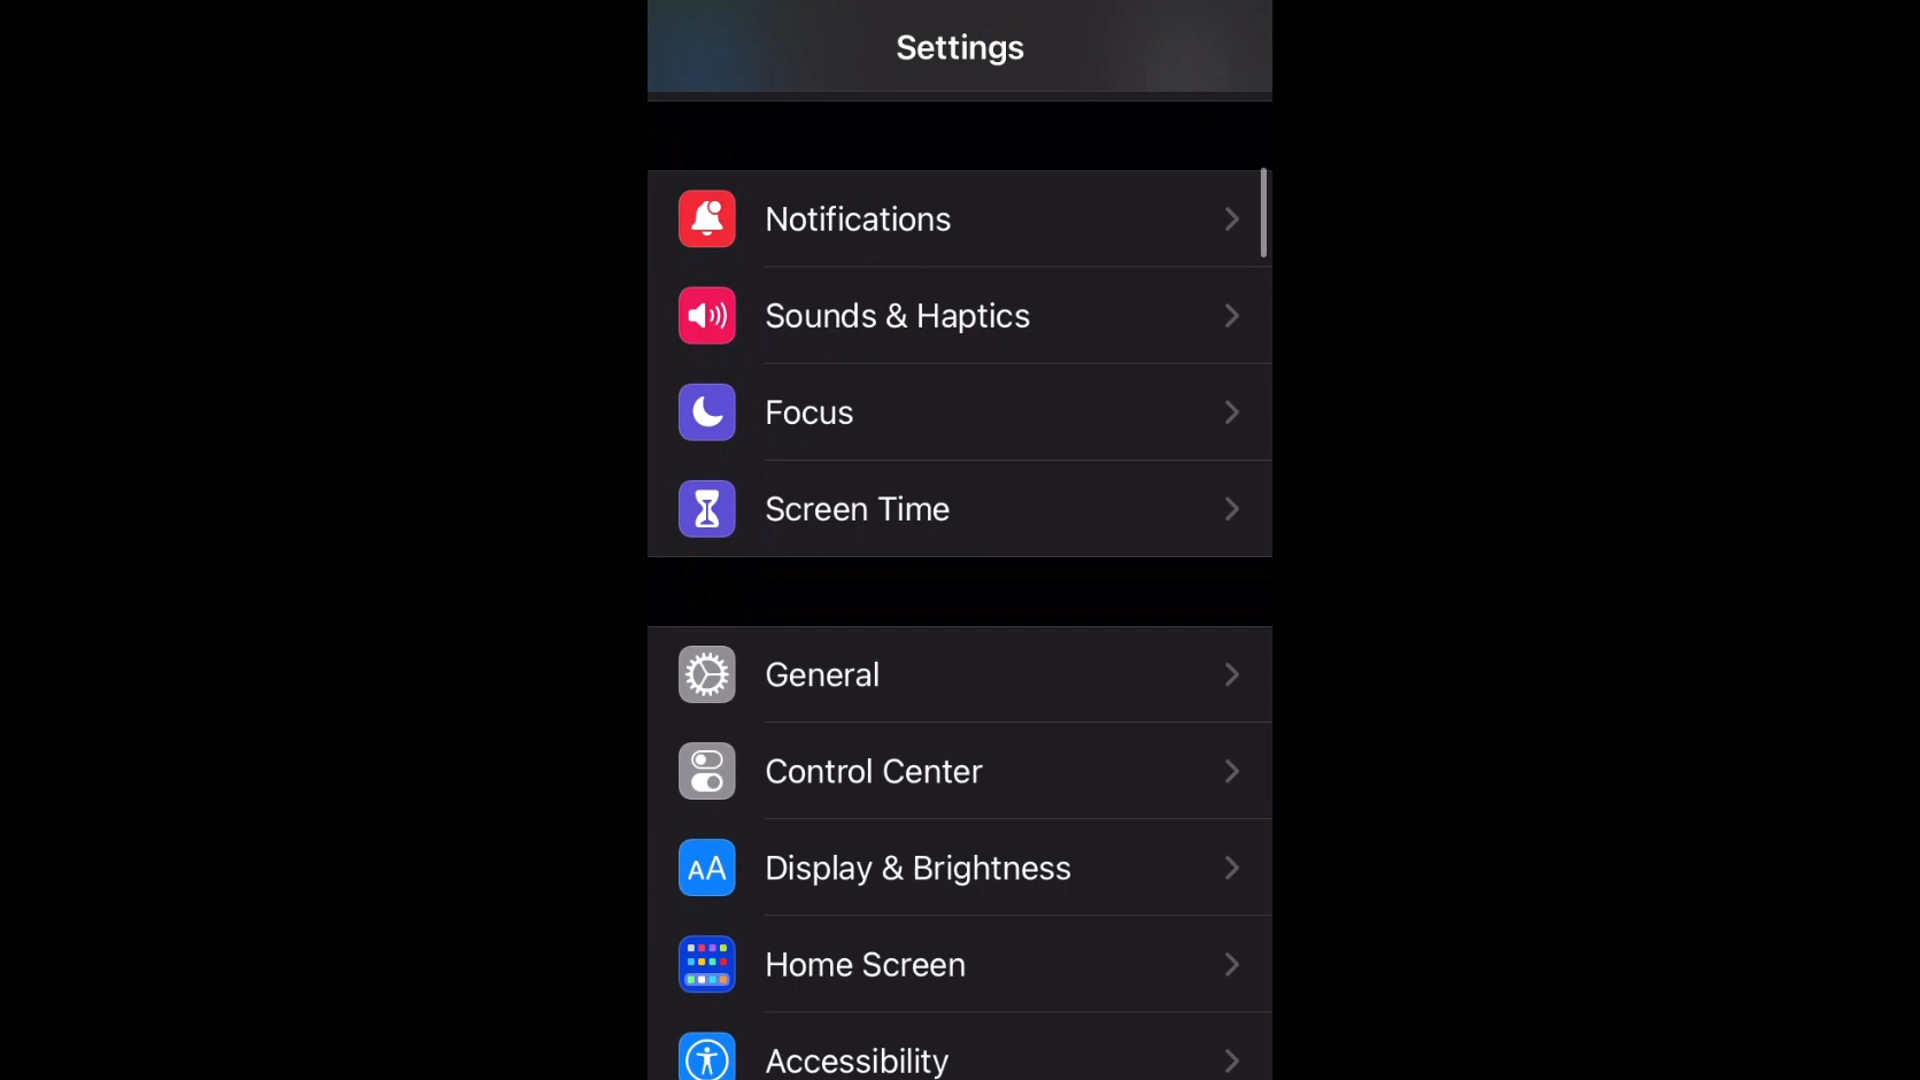 Settings
Notifications
Sounds & Haptics
Focus
Screen Time
General
Control Center
AA Display & Brightness
Home Screen
Accessibility